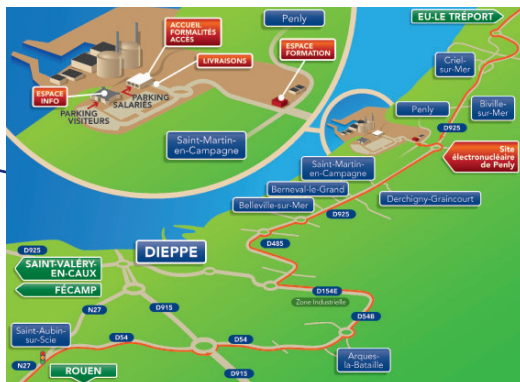 EU-LE TRÉPORT
ACCUEIL
FORMALITÉS
ACCÈS
Penly
LIVRAISONS
ESPACE
FORMATION
ESPACE
INFO
PARKING
SALARIÉS
PARKING
VISITEURS
Saint-Martin-
en-Campagne
Criel-
sur-Mer
Penly
Biville-
sur-Mer
D925
Site
électronucléaire
de Penly
Saint-Martin-
en-Campagne
Berneval-le-Grand
Belleville-sur-Mer
Derchigny-Graincourt
D925
D485
DIEPPE
D925
SAINT-VALÉRY-
EN-CAUX
FÉCAMP
D154E
Zone Industrielle
N27
D915
D54B
Saint-Aubin-
sur-Scie
D54
D54
Arques-
la-Bataille
N27
ROUEN
D915